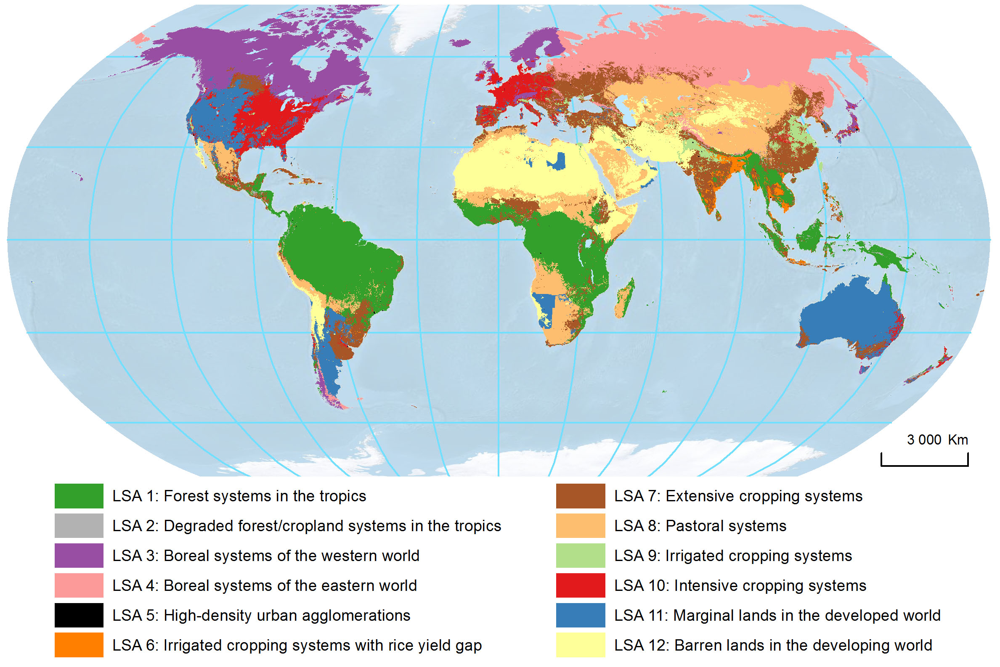 3 000 Km
LSA 1: Forest systems in the tropics
LSA 2: Degraded forest/cropland systems in the tropics
LSA 3: Boreal systems of the western world
LSA 4: Boreal systems of the eastern world
LSA 5: High-density urban agglomerations
LSA 6: Irrigated cropping systems with rice yield gap
LSA 7: Extensive cropping systems
LSA 8: Pastoral systems
LSA 9: Irrigated cropping systems
LSA 10: Intensive cropping systems
LSA 11: Marginal lands in the developed world
LSA 12: Barren lands in the developing world